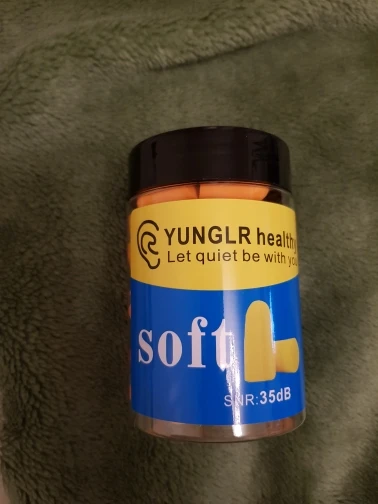 YUNGLR healthy
Let quiet be with you
soft
SNR:35dB